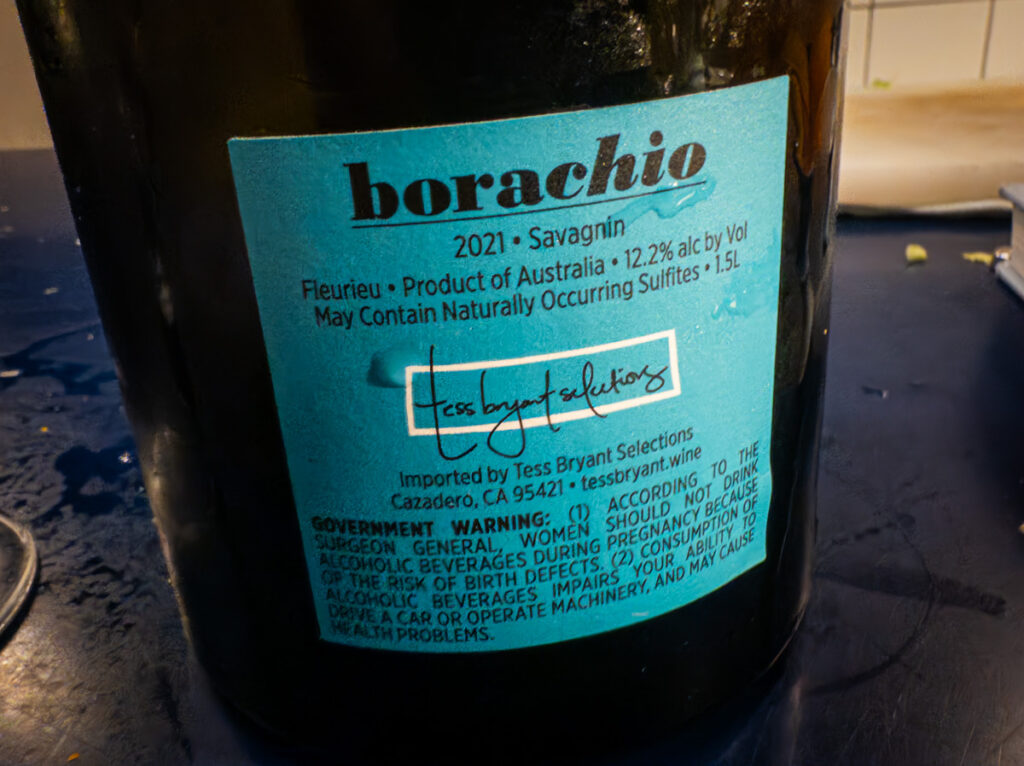 borachio
2021 • Savagnin
Fleurieu • Product of Australia • 12.2% alc by Vol
May Contain Naturally Occurring Sulfites • 1.5L
tess bryant selections
Imported by Tess Bryant Selections
Cazadero, CA 95421 • tessbryant.wine
GOVERNMENT WARNING: (1) ACCORDING TO THE
SURGEON GENERAL, WOMEN SHOULD NOT DRINK
ALCOHOLIC BEVERAGES DURING PREGNANCY BECAUSE
OF THE RISK OF BIRTH DEFECTS. (2) CONSUMPTION OF
ALCOHOLIC BEVERAGES IMPAIRS YOUR ABILITY TO
DRIVE A CAR OR OPERATE MACHINERY, AND MAY CAUSE
HEALTH PROBLEMS.